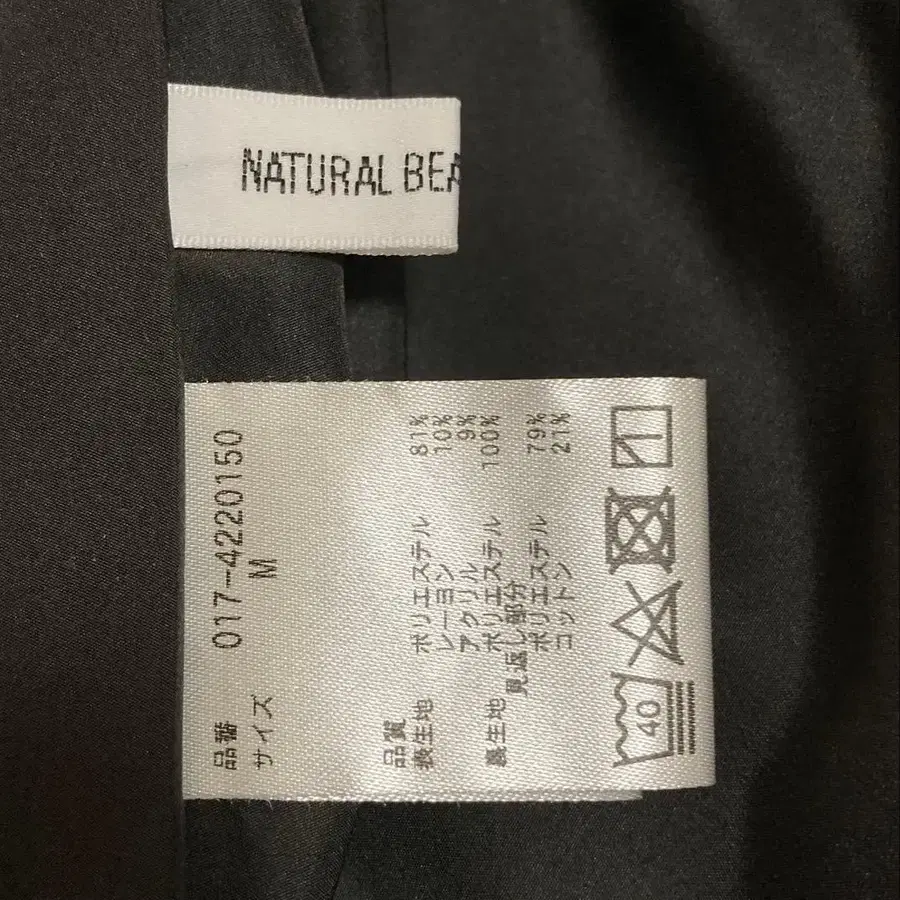 NATURAL BEA
品番 017-4220150
サイズ M
品質
表生地 ポリエステル 81%
レーヨン 10%
アクリル 9%
裏生地 ポリエステル 100%
見返し部分
ポリエステル 79%
コットン 21%
40